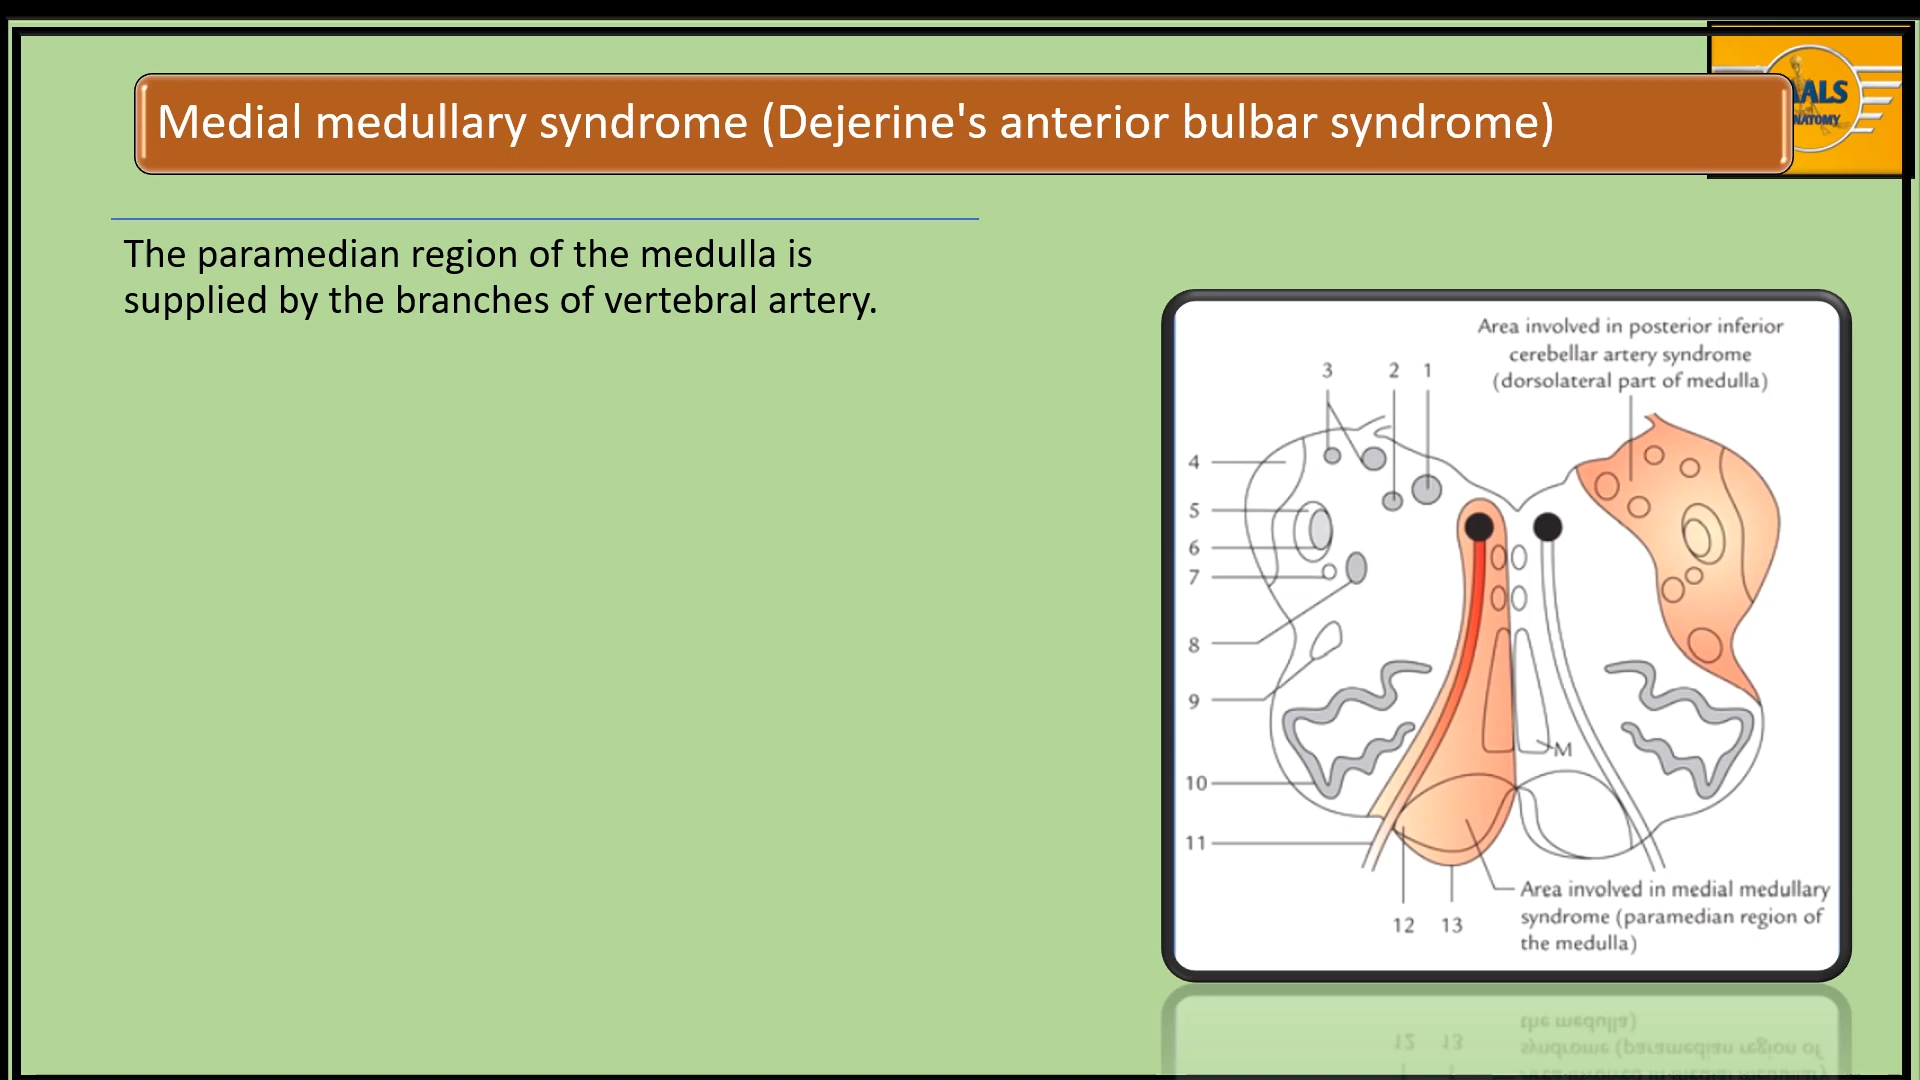 Medial medullary syndrome (Dejerine's anterior bulbar syndrome)
The paramedian region of the medulla is
supplied by the branches of vertebral artery.
Area involved in posterior inferior
cerebellar artery syndrome
(dorsolateral part of medulla)
3 2 1
4
5
6
7
8
9
M
10
11
12 13
Area involved in medial medullary
syndrome (paramedian region of
the medulla)